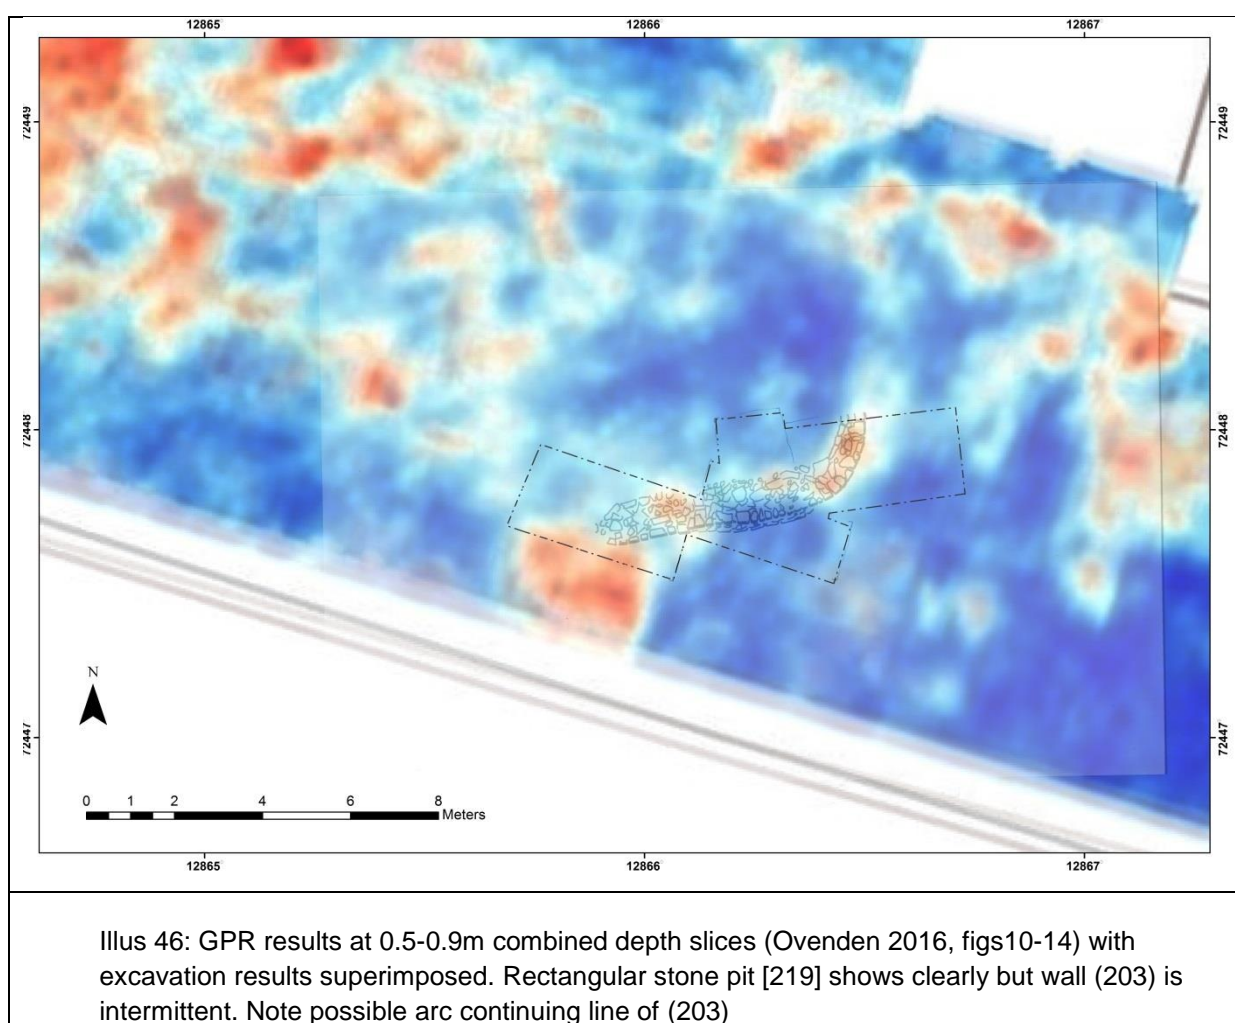 12865 12866 12867
72449 72449
72448 72448
72447 72447
N
0 1 2 4 6 8
Meters
12865 12866 12867
Illus 46: GPR results at 0.5-0.9m combined depth slices (Ovenden 2016, figs10-14) with
excavation results superimposed. Rectangular stone pit [219] shows clearly but wall (203) is
intermittent. Note possible arc continuing line of (203)